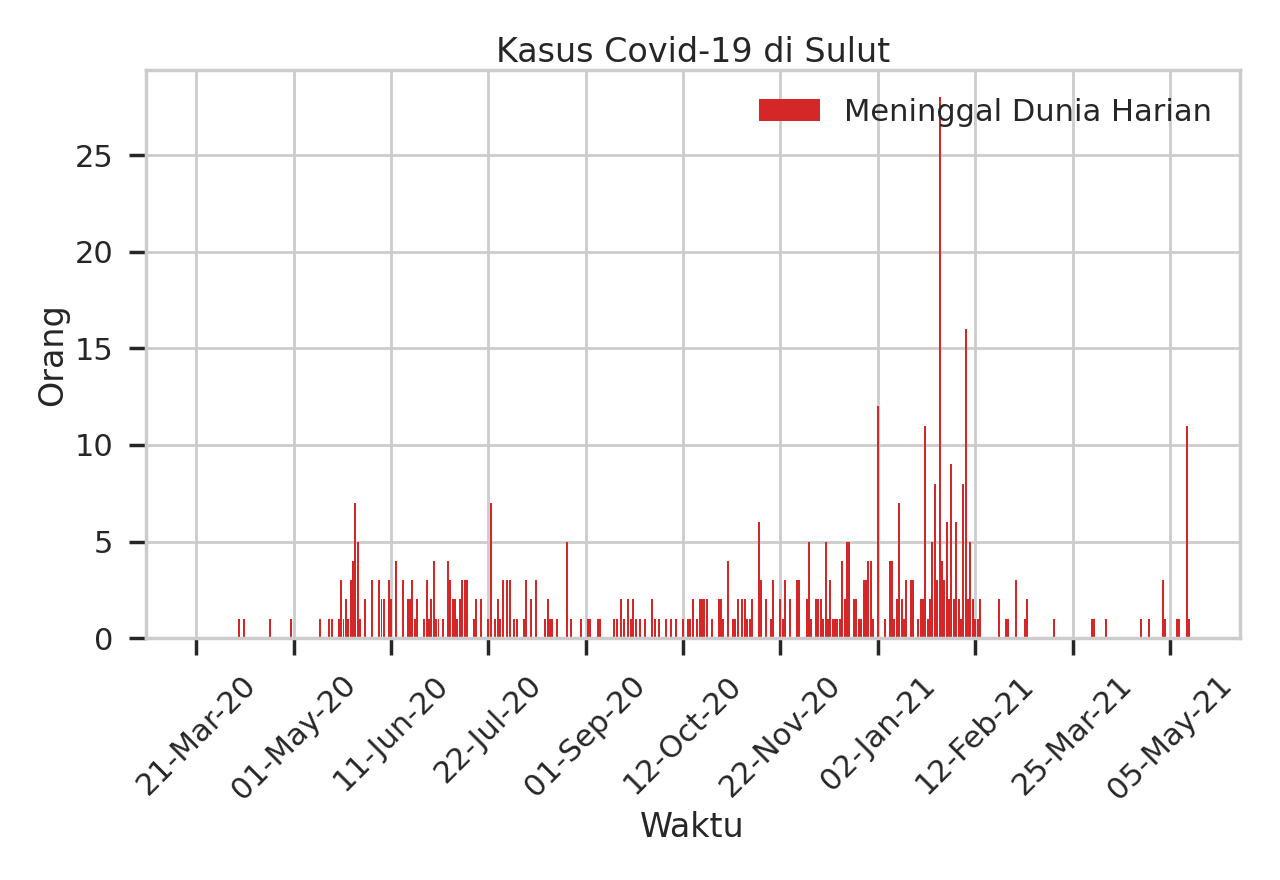 Kasus Covid-19 di Sulut
Meninggal Dunia Harian
Orang
25
20
15
10
5
0
21-Mar-20
01-May-20
11-Jun-20
22-Jul-20
01-Sep-20
12-Oct-20
22-Nov-20
02-Jan-21
12-Feb-21
25-Mar-21
05-May-21
Waktu